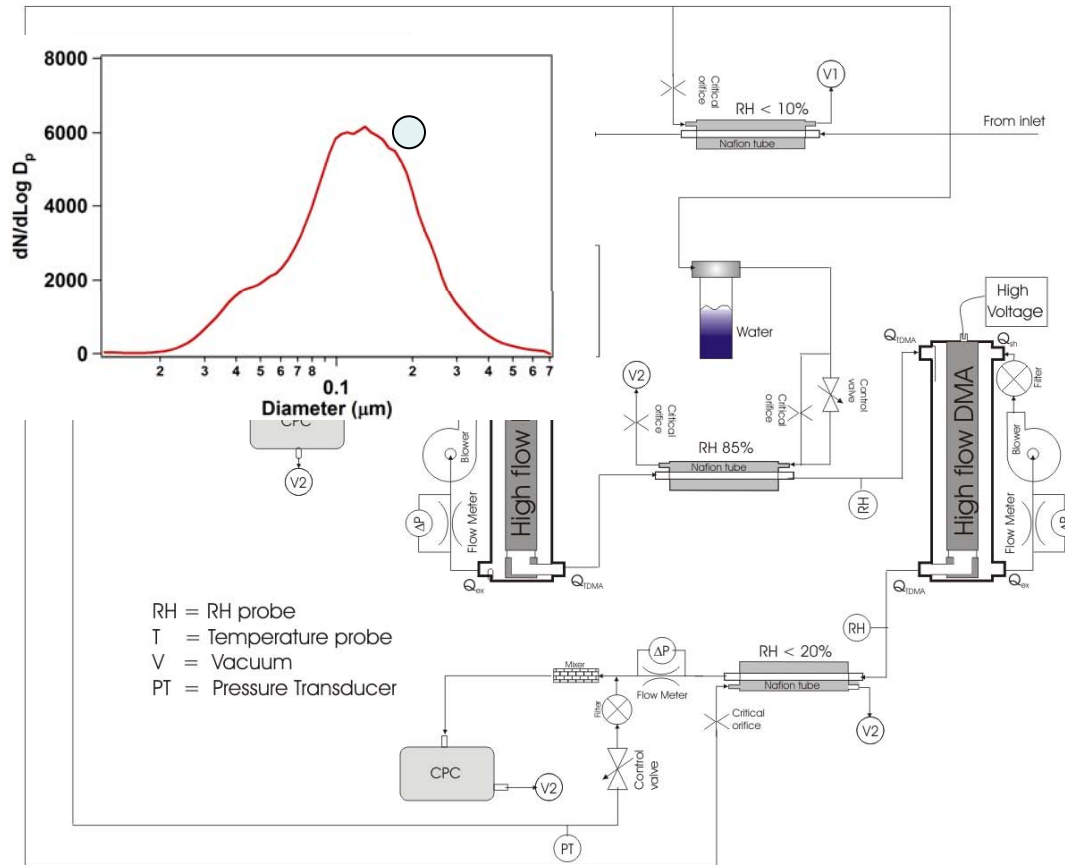 8000
6000
4000
2000
0
dN/dLog Dp
2 3 4 5 6 7 8 2 3 4 5 6 7
0.1
Diameter (μm)
Critical orifice
V1
RH < 10%
Nafion tube
From inlet
Water
V2
Critical orifice
Critical orifice
Control valve
RH 85%
Nafion tube
RH
High Voltage
QTDMA
Qsh
Filter
High flow DMA
Blower
ΔP
Flow Meter
Qex
QTDMA
RH
CPC
V2
Blower
ΔP
Flow Meter
Qex
High flow
QTDMA
RH = RH probe
T = Temperature probe
V = Vacuum
PT = Pressure Transducer
Mixer
ΔP
Flow Meter
RH < 20%
Nafion tube
V2
Critical orifice
Filter
Control valve
CPC
V2
PT